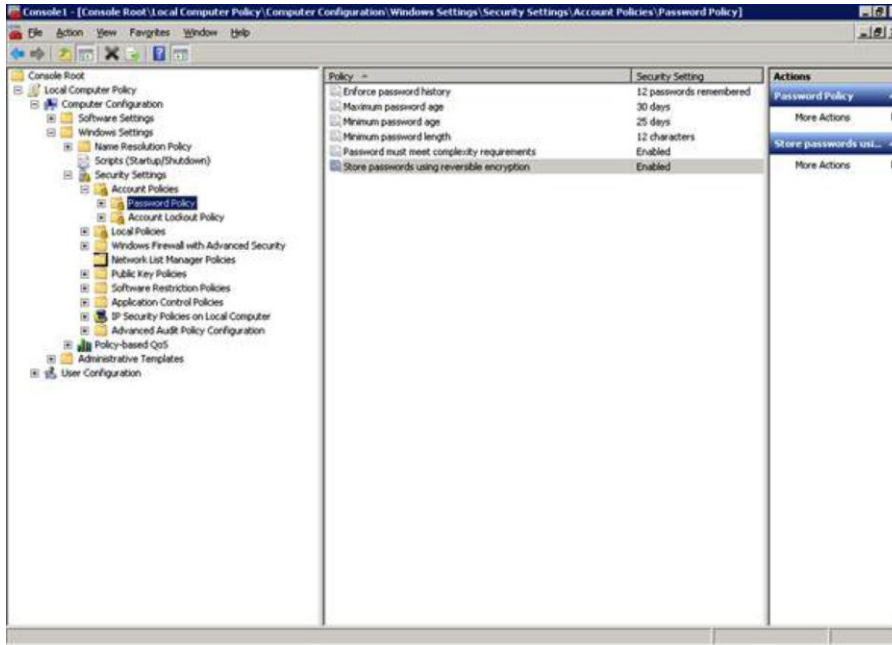 Console1 - [Console Root\Local Computer Policy\Computer Configuration\Windows Settings\Security Settings\Account Policies\Password Policy]
File Action View Favorites Window Help
Console Root
Local Computer Policy
Computer Configuration
Software Settings
Windows Settings
Name Resolution Policy
Scripts (Startup/Shutdown)
Security Settings
Account Policies
Password Policy
Account Lockout Policy
Local Policies
Windows Firewall with Advanced Security
Network List Manager Policies
Public Key Policies
Software Restriction Policies
Application Control Policies
IP Security Policies on Local Computer
Advanced Audit Policy Configuration
Policy-based QoS
Administrative Templates
User Configuration
Policy Security Setting
Enforce password history 12 passwords remembered
Maximum password age 30 days
Minimum password age 25 days
Minimum password length 12 characters
Password must meet complexity requirements Enabled
Store passwords using reversible encryption Enabled
Actions
Password Policy
More Actions
Store passwords usi...
More Actions